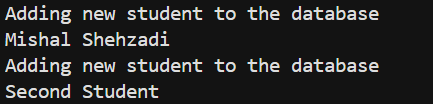 Adding new student to the database
Mishal Shehzadi
Adding new student to the database
Second Student